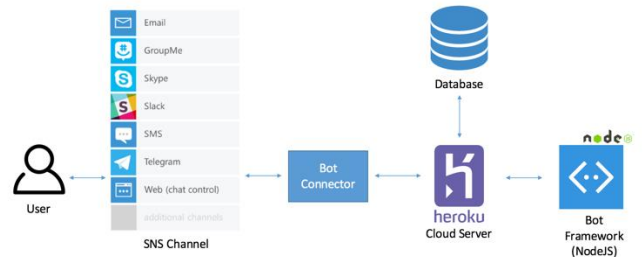 Email
GroupMe
Skype
Slack
SMS
Telegram
Web (chat control)
additional channels
SNS Channel
User
Bot
Connector
Database
heroku
Cloud Server
node
Bot
Framework
(NodeJS)